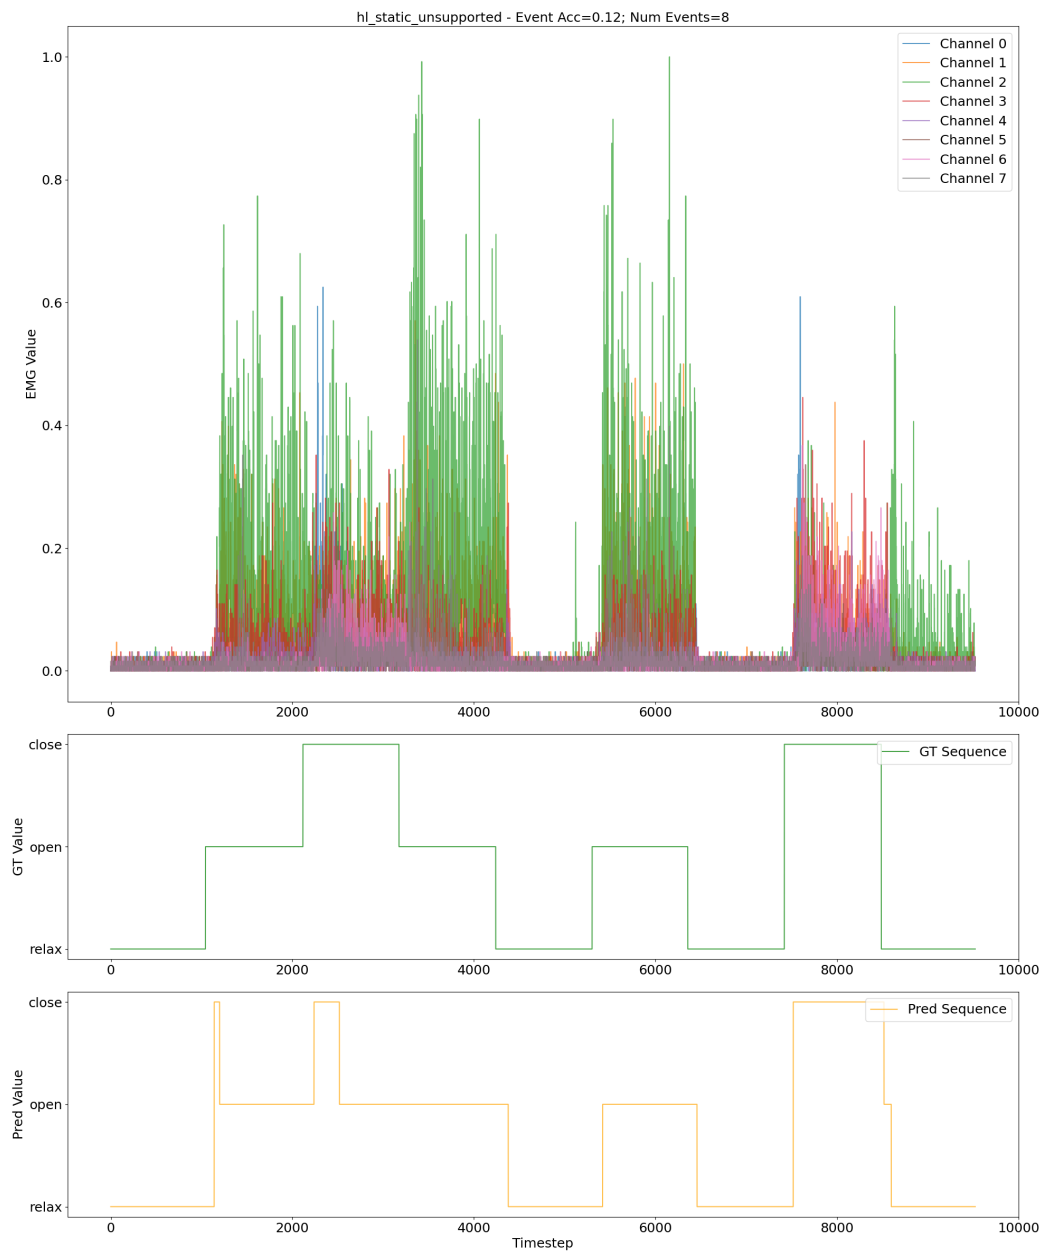 hl_static_unsupported - Event Acc=0.12; Num Events=8
1.0
0.8
0.6
0.4
0.2
0.0
EMG Value
Channel 0
Channel 1
Channel 2
Channel 3
Channel 4
Channel 5
Channel 6
Channel 7
0 2000 4000 6000 8000 10000
close
open
relax
GT Value
GT Sequence
0 2000 4000 6000 8000 10000
close
open
relax
Pred Value
Pred Sequence
0 2000 4000 6000 8000 10000
Timestep